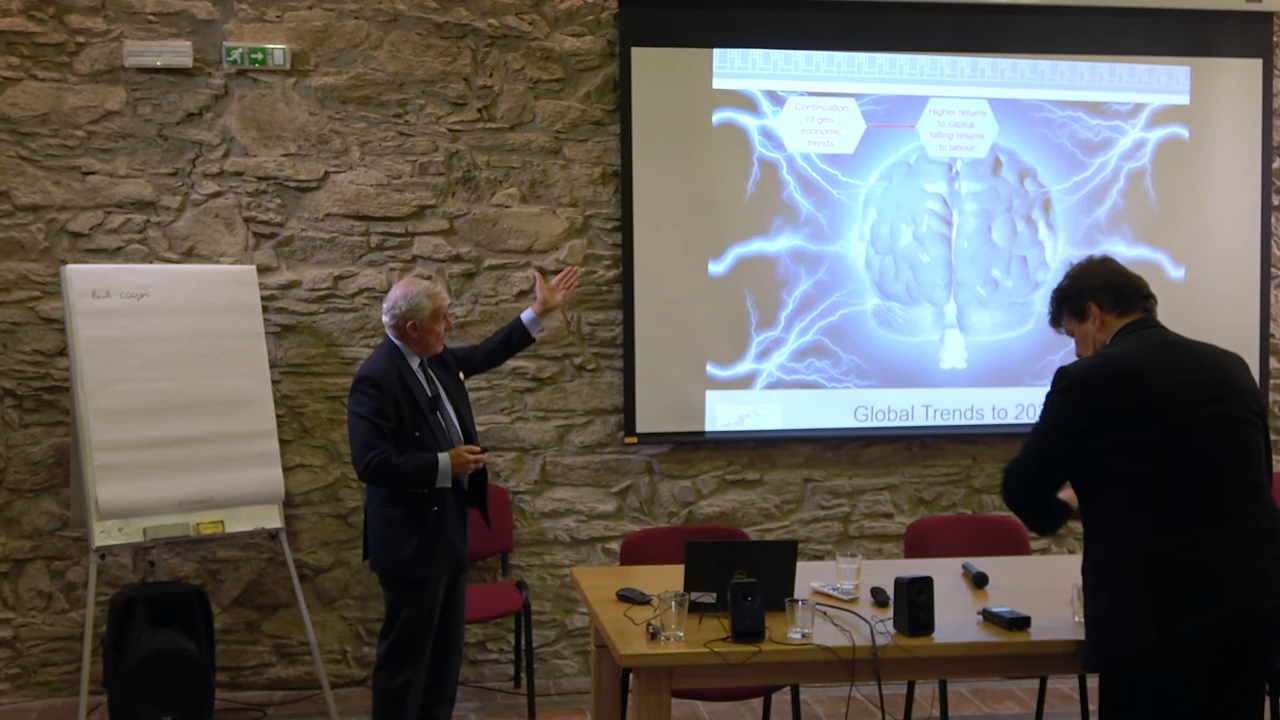 Continuation
of geo
economic
trends
Higher returns
to capital,
falling returns
to labour
Global Trends to 20